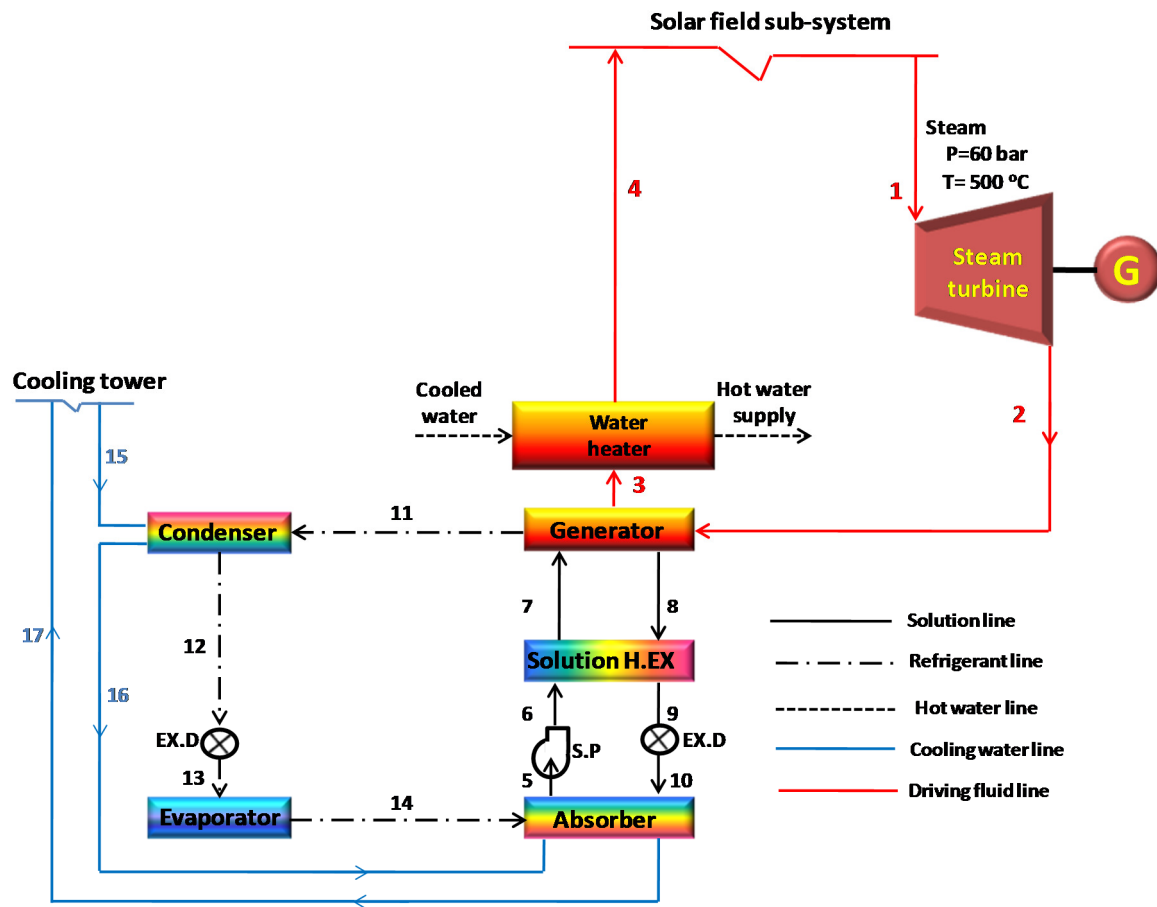 Solar field sub-system
Steam
P=60 bar
T= 500 ºC
4
1
Steam
turbine
G
Cooling tower
Cooled
water
Hot water
supply
Water
heater
2
15
3
11
Condenser
Generator
7
8
Solution line
17
12
Solution H.EX
Refrigerant line
16
6
9
Hot water line
EX.D
S.P
EX.D
Cooling water line
13
5
10
Driving fluid line
14
Evaporator
Absorber